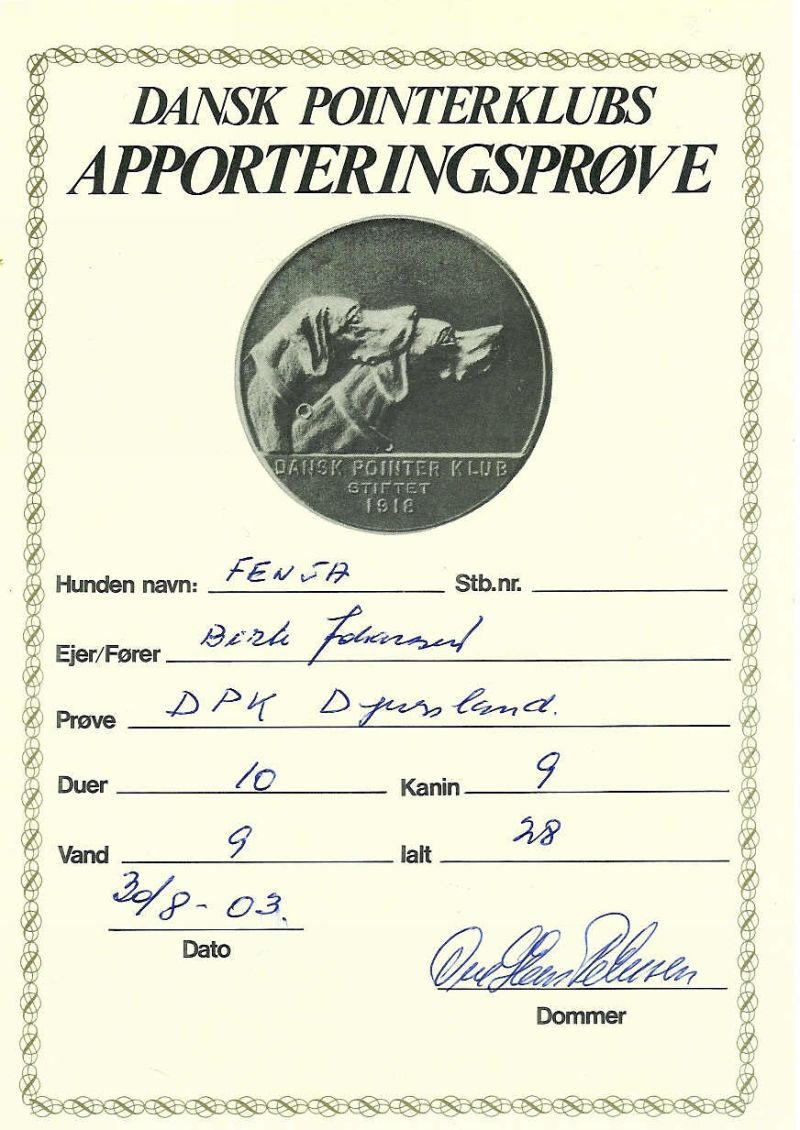 DANSK POINTERKLUBS
APPORTERINGSPRØVE
DANSK POINTER KLUB
STIFTET
1918
Hunden navn: FENJA Stb.nr.
Ejer/Fører
Prøve DPK Djursland.
Duer 10 Kanin 9
Vand 9 Ialt 28
30/8-03.
Dato
Dommer